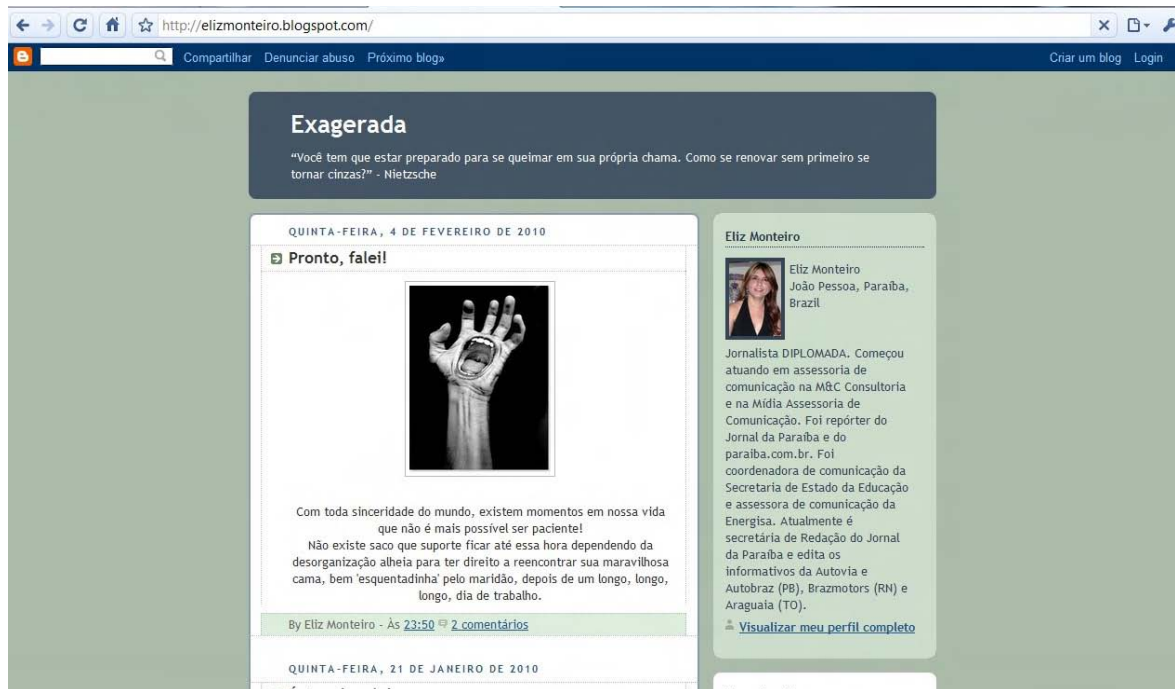 http://elizmonteiro.blogspot.com/
Compartilhar Denunciar abuso Próximo blog»
Criar um blog Login
Exagerada
“Você tem que estar preparado para se queimar em sua própria chama. Como se renovar sem primeiro se
tornar cinzas?” - Nietzsche
QUINTA-FEIRA, 4 DE FEVEREIRO DE 2010
Pronto, falei!
Com toda sinceridade do mundo, existem momentos em nossa vida
que não é mais possível ser paciente!
Não existe saco que suporte ficar até essa hora dependendo da
desorganização alheia para ter direito a reencontrar sua maravilhosa
cama, bem 'esquentadinha' pelo maridão, depois de um longo, longo,
longo, dia de trabalho.
By Eliz Monteiro - Às 23:50 2 comentários
QUINTA-FEIRA, 21 DE JANEIRO DE 2010
Eliz Monteiro
Eliz Monteiro
João Pessoa, Paraíba,
Brazil
Jornalista DIPLOMADA. Começou
atuando em assessoria de
comunicação na M&C Consultoria
e na Mídia Assessoria de
Comunicação. Foi repórter do
Jornal da Paraíba e do
paraiba.com.br. Foi
coordenadora de comunicação da
Secretaria de Estado da Educação
e assessora de comunicação da
Energisa. Atualmente é
secretária de Redação do Jornal
da Paraíba e edita os
informativos da Autovia e
Autobraz (PB), Brazmotors (RN) e
Araguaia (TO).
Visualizar meu perfil completo